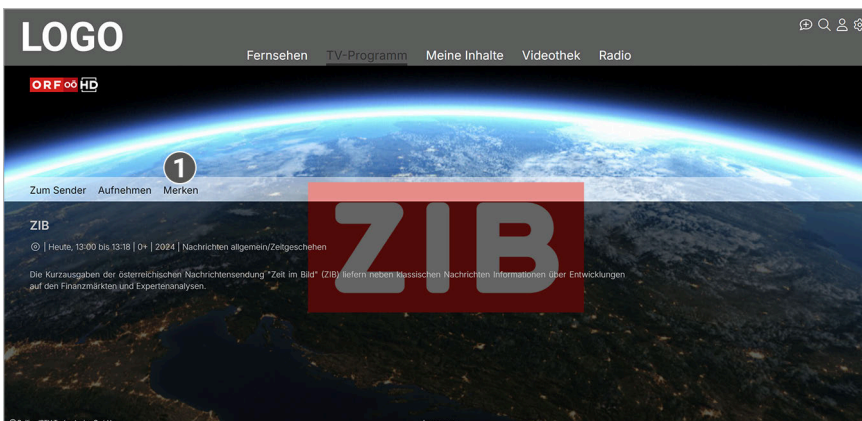 LOGO
Fernsehen TV-Programm Meine Inhalte Videothek Radio
ORF oö HD
1
Zum Sender Aufnehmen Merken
ZIB
ZIB
| Heute, 13:00 bis 13:18 | 0+ | 2024 | Nachrichten allgemein/Zeitgeschehen
Die Kurzausgaben der österreichischen Nachrichtensendung "Zeit im Bild" (ZIB) liefern neben klassischen Nachrichten Informationen über Entwicklungen
auf den Finanzmärkten und Expertenanalysen.